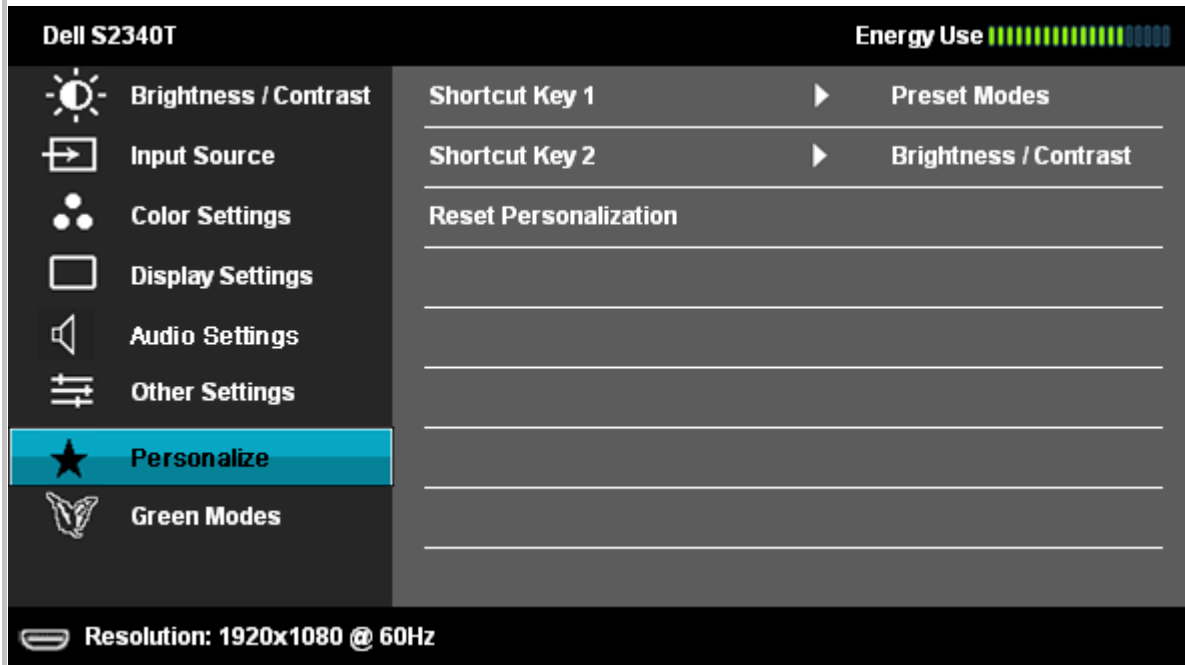 Dell S2340T Energy Use
Brightness / Contrast
Input Source
Color Settings
Display Settings
Audio Settings
Other Settings
Personalize
Green Modes
Shortcut Key 1 Preset Modes
Shortcut Key 2 Brightness / Contrast
Reset Personalization
Resolution: 1920x1080 @ 60Hz